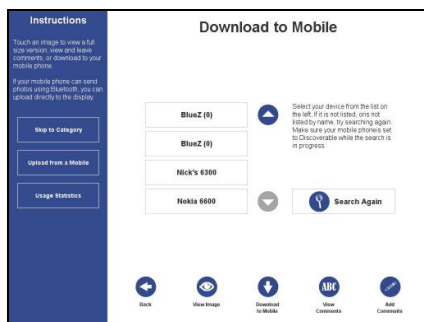 Instructions
Touch an image to view a full
size version, view and leave
comments, or download to your
mobile phone
If your mobile phone can send
photos using Bluetooth, you can
upload directly to the display.
Skip to Category
Upload from a Mobile
Usage Statistics
Download to Mobile
BlueZ (0)
BlueZ (0)
Nick's 6300
Nokia 6600
Select your device from the list on
the left. If it is not listed, or is not
listed by name, try searching again.
Make sure your mobile phone is set
to Discoverable while the search is
in progress.
Search Again
Back
View Image
Download
to Mobile
ABC
View
Comments
Add
Comments